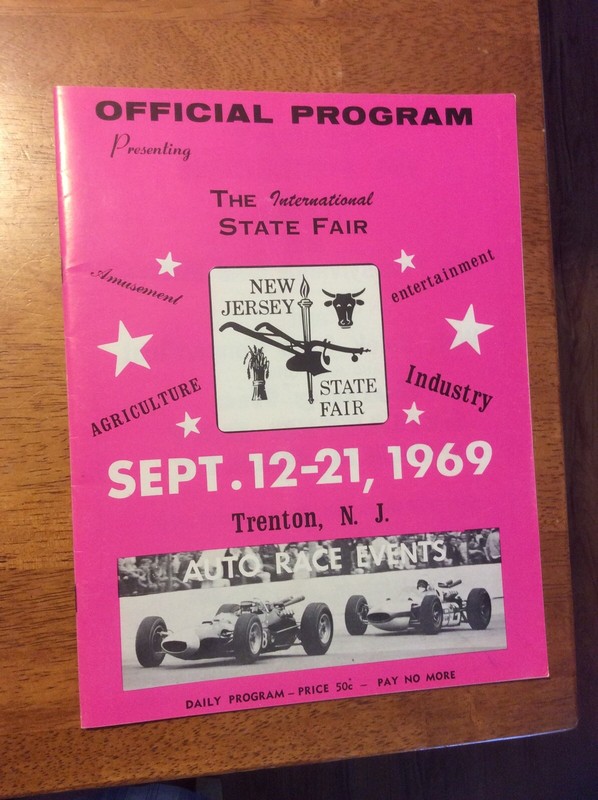 OFFICIAL PROGRAM
Presenting
THE International
STATE FAIR
Amusement
entertainment
NEW
JERSEY
STATE
FAIR
AGRICULTURE
Industry
SEPT. 12-21, 1969
Trenton, N. J.
AUTO RACE EVENTS
DAILY PROGRAM – PRICE 50¢ – PAY NO MORE